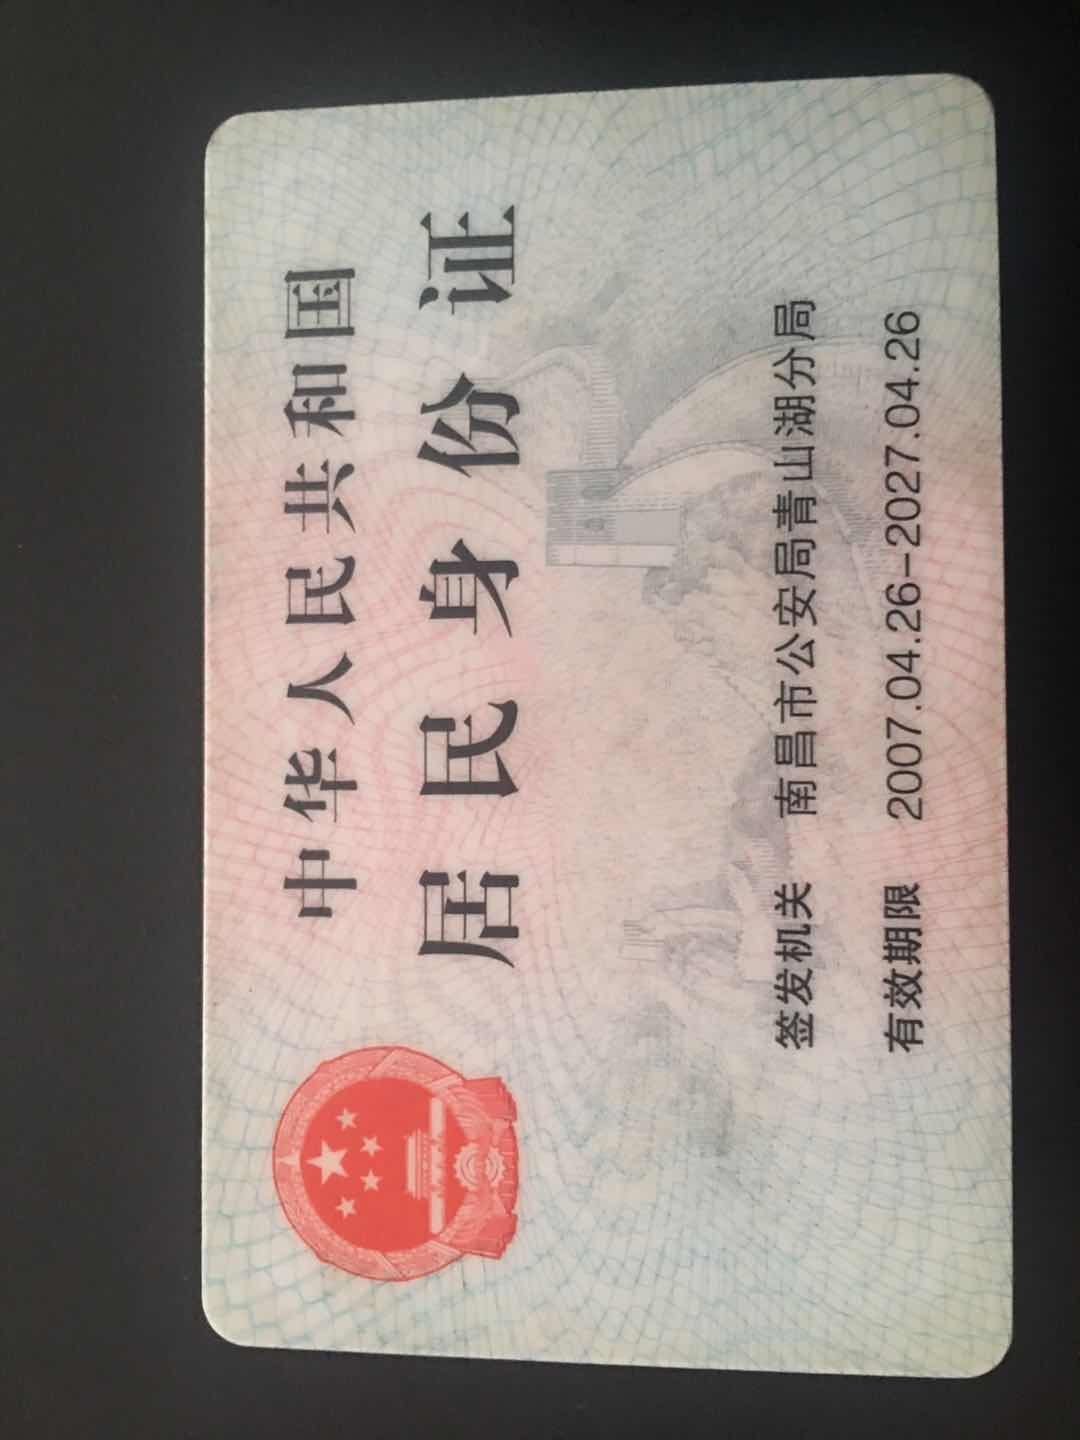 中华人民共和国
居民身份证
签发机关 南昌市公安局青山湖分局
有效期限 2007.04.26-2027.04.26